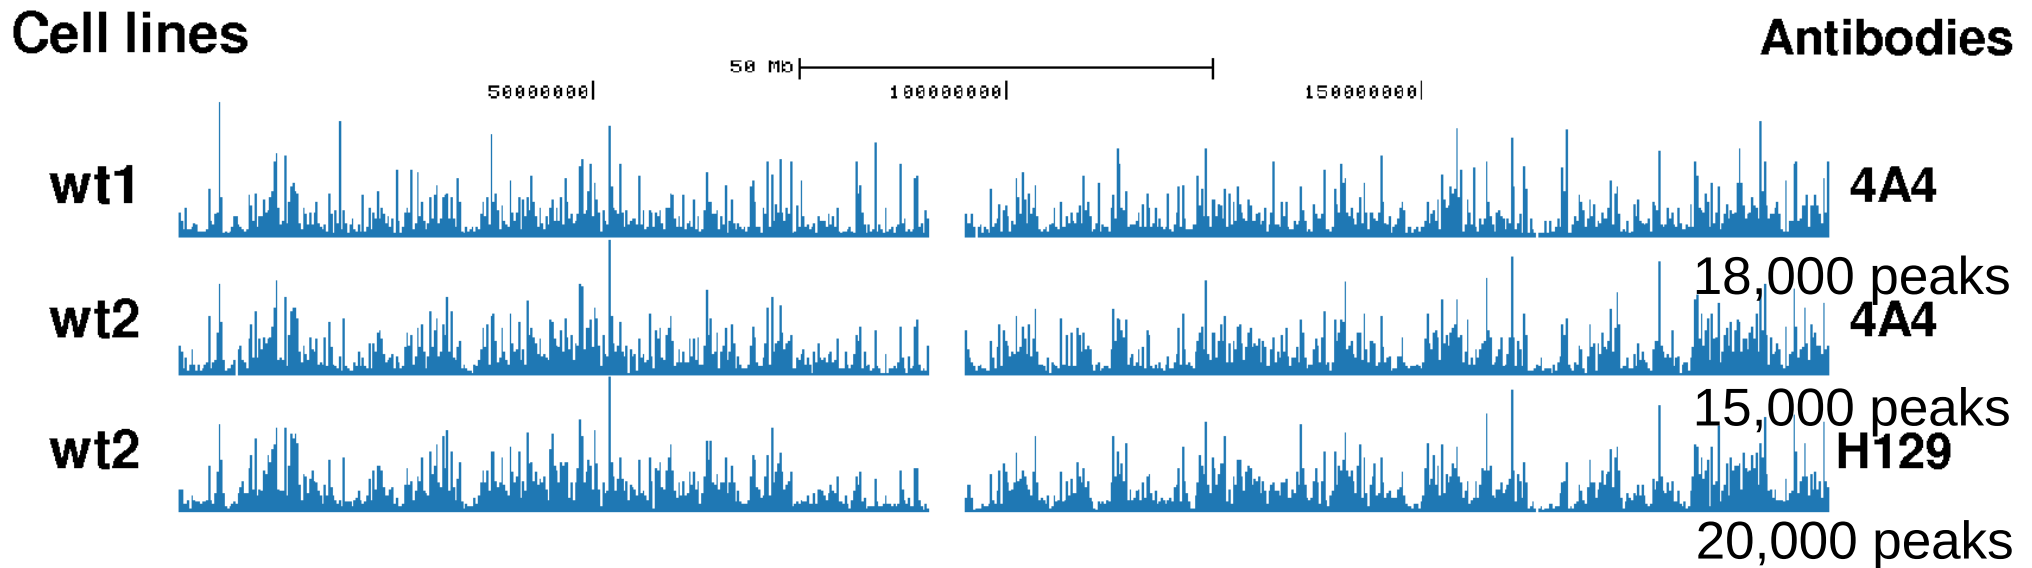 Cell lines
Antibodies
50 Mb
50000000
100000000
150000000
wt1
4A4
18,000 peaks
wt2
4A4
15,000 peaks
wt2
H129
20,000 peaks